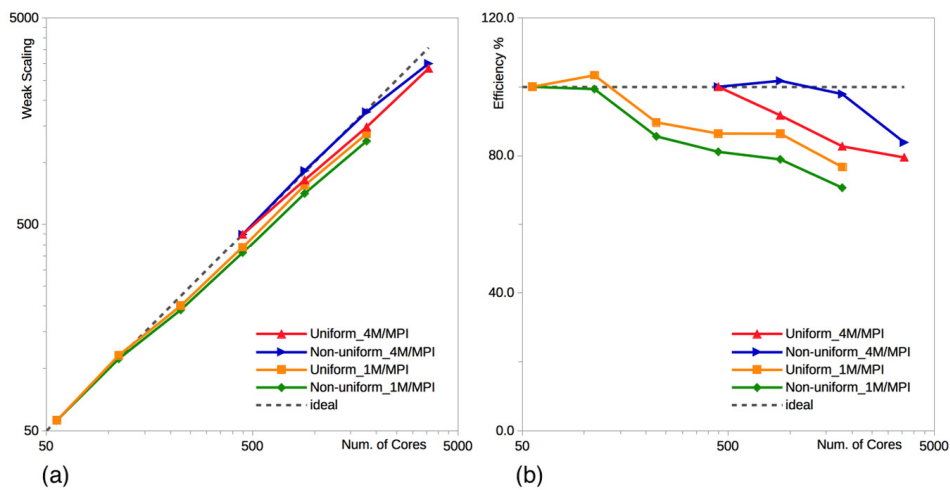 5000
Weak Scaling
500
50
Uniform_4M/MPI
Non-uniform_4M/MPI
Uniform_1M/MPI
Non-uniform_1M/MPI
ideal
50
500
Num. of Cores
5000
(a)
120.0
Efficiency %
80.0
40.0
0.0
Uniform_4M/MPI
Non-uniform_4M/MPI
Uniform_1M/MPI
Non-uniform_1M/MPI
ideal
50
500
Num. of Cores
5000
(b)